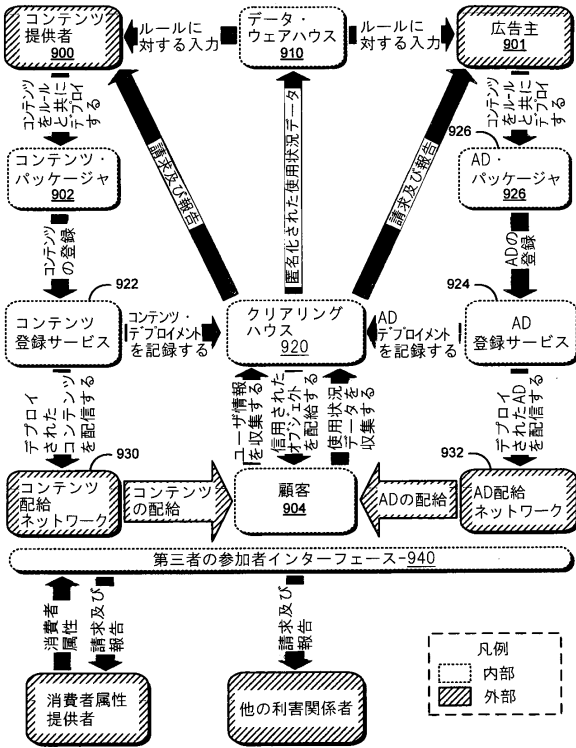 コンテンツ
提供者
900
ルールに
対する入力
データ・
ウェアハウス
910
ルールに
対する入力
広告主
901
コンテンツ
をルール
と共に
デプロイ
する
コンテンツ
をルール
と共に
デプロイ
する
926
コンテンツ・
パッケージャ
902
請求及び報告
匿名化された使用状況データ
請求及び報告
AD・
パッケージャ
926
コンテンツ
の登録
ADの
登録
922
924
コンテンツ
登録サービス
コンテンツ・
デプロイメント
を記録する
クリアリング
ハウス
920
AD
デプロイメント
を記録する
AD
登録サービス
デプロイ
された
コンテンツ
を配信する
ユーザ情報
を収集する
信用された
オブジェクト
を配給する
使用状況
データを
収集する
デプロイ
されたAD
を配信する
930
932
コンテンツ
配給
ネットワーク
コンテンツ
の配給
顧客
904
ADの配給
AD配給
ネットワーク
第三者の参加者インターフェース-940
消費者
属性
請求及び
報告
請求及び
報告
消費者属性
提供者
他の利害関係者
凡例
内部
外部